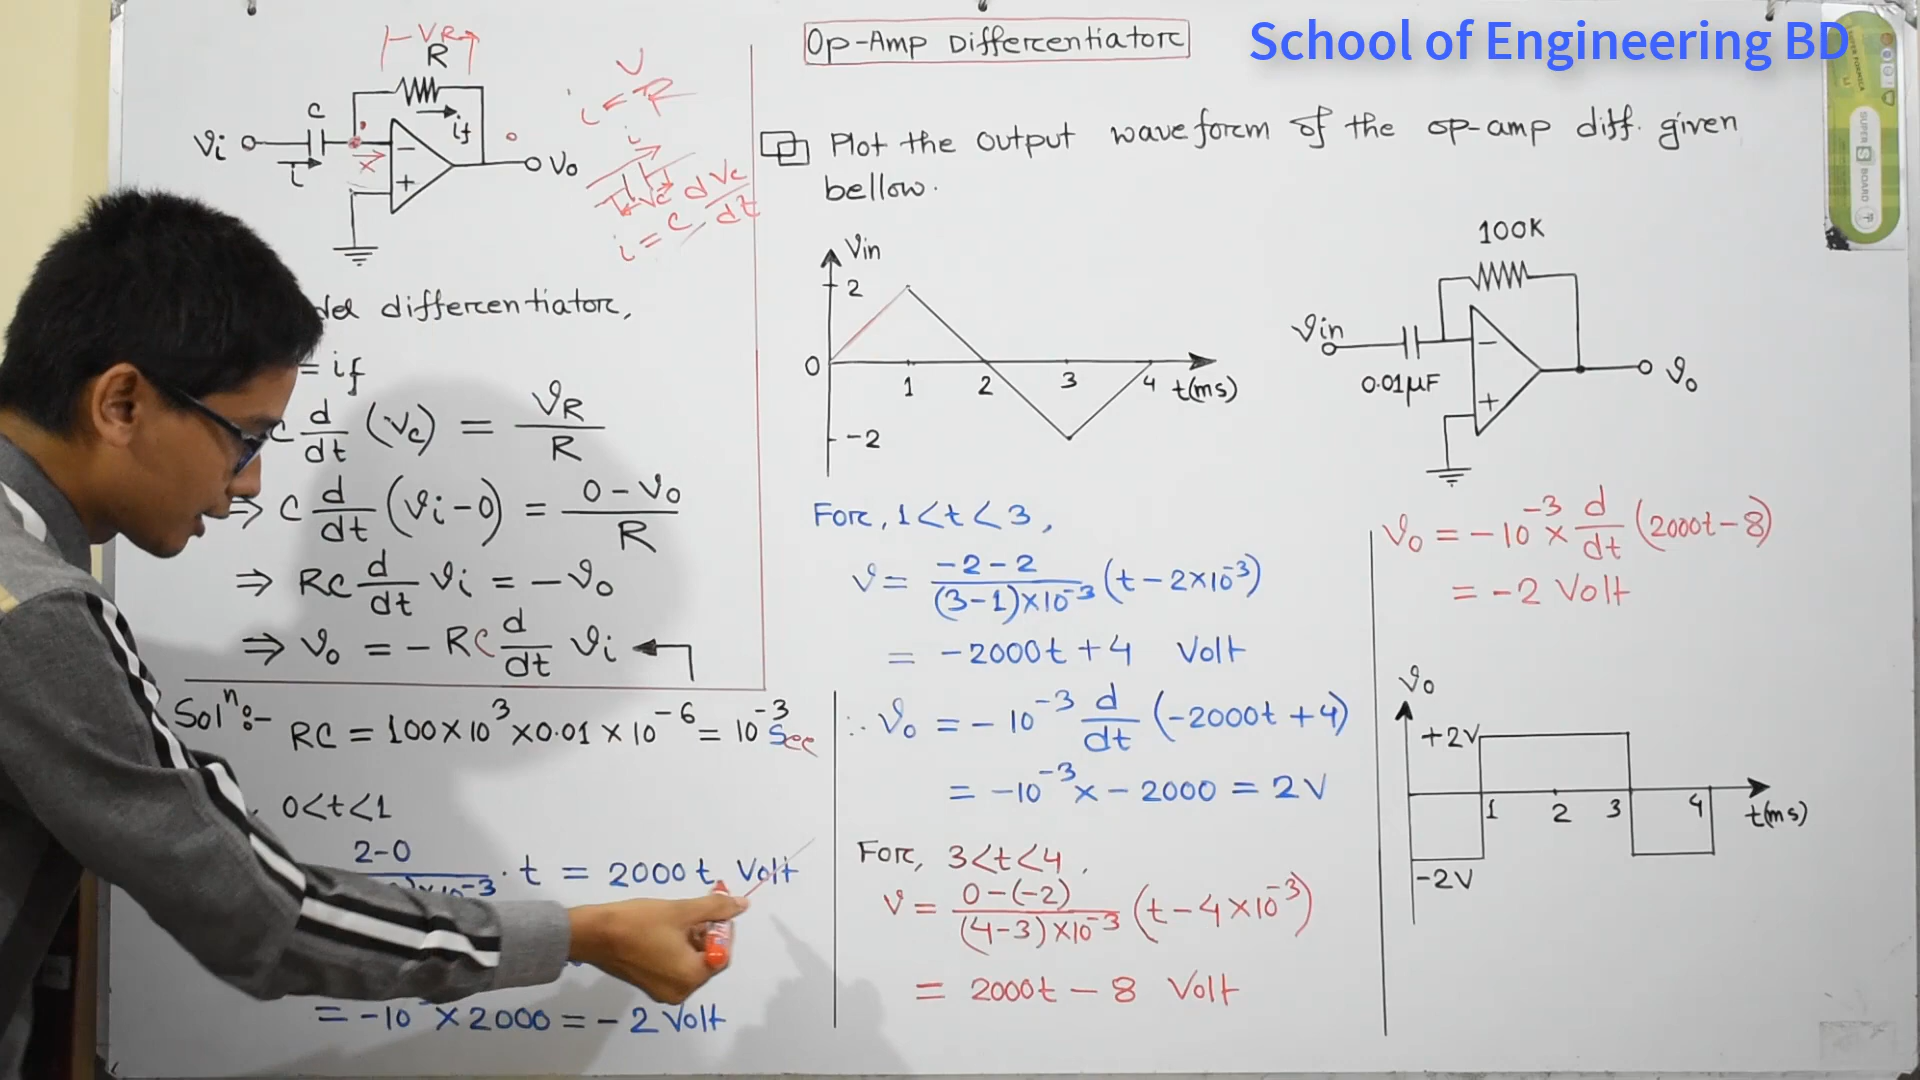 School of Engineering BD
Op-Amp Differentiator
Plot the output waveform of the op-amp diff. given
bellow.
VR
R
C
if
Vi
i
Vo
−
+
i = V/R
i
Vc
i = C dVc/dt
differentiator,
= if
C d/dt (Vc) = VR/R
⇒ C d/dt (Vi-0) = 0-Vo/R
⇒ RC d/dt Vi = -Vo
⇒ Vo = -RC d/dt Vi
Solⁿ:- RC = 100×10³×0.01×10⁻⁶ = 10⁻³ Sec
0<t<1
2-0
×10⁻³ · t = 2000t Volt
= -10 × 2000 = -2 Volt
Vin
2
0
1
2
3
4
t(ms)
-2
100K
Vin
0.01µF
−
+
Vo
For, 1<t<3,
V = -2-2/(3-1)×10⁻³ (t-2×10⁻³)
= -2000t+4 Volt
∴ Vo = -10⁻³ d/dt (-2000t+4)
= -10⁻³ × -2000 = 2V
For, 3<t<4,
V = 0-(-2)/(4-3)×10⁻³ (t-4×10⁻³)
= 2000t-8 Volt
Vo = -10⁻³ × d/dt (2000t-8)
= -2 Volt
Vo
+2V
1
2
3
4
t(ms)
-2V
SUPER
BOARD